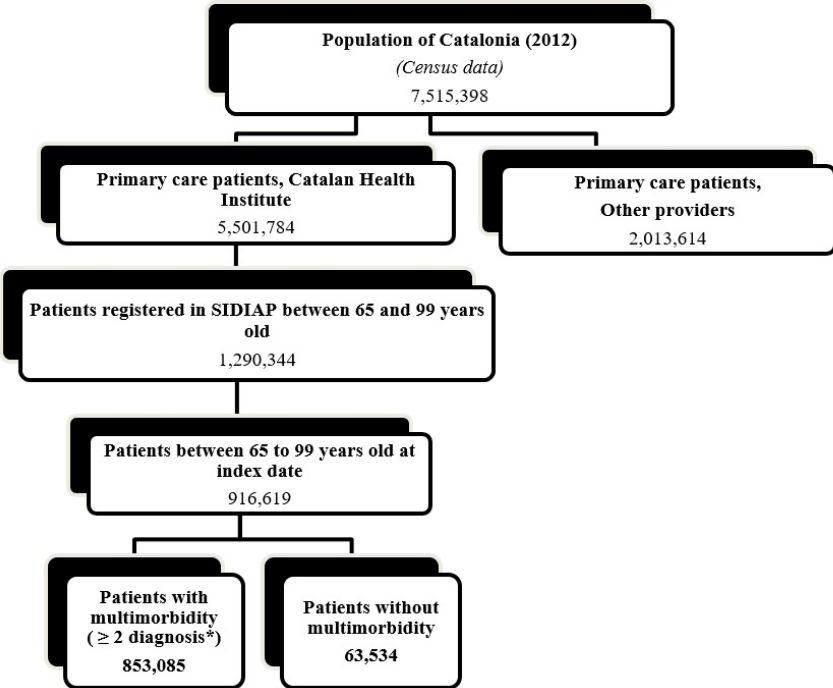 Population of Catalonia (2012)
(Census data)
7,515,398
Primary care patients, Catalan Health
Institute
5,501,784
Primary care patients,
Other providers
2,013,614
Patients registered in SIDIAP between 65 and 99 years
old
1,290,344
Patients between 65 to 99 years old at
index date
916,619
Patients with
multimorbidity
( ≥ 2 diagnosis*)
853,085
Patients without
multimorbidity
63,534